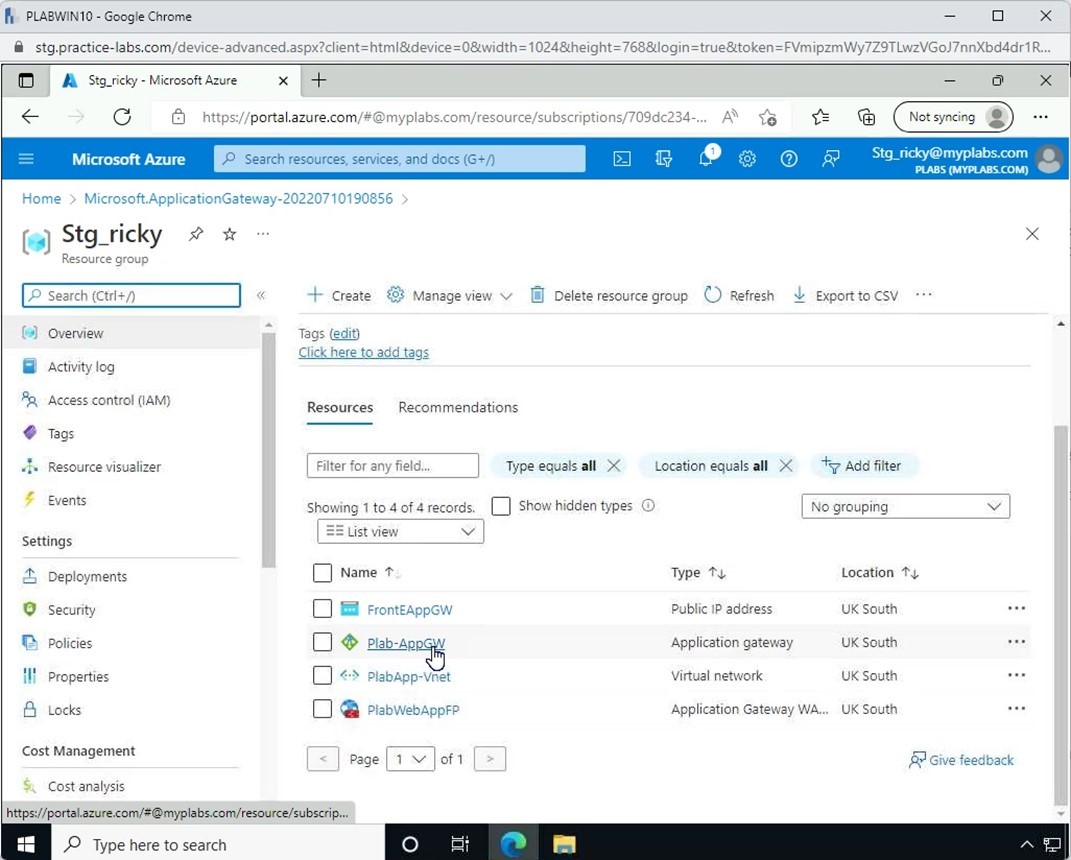 PLABWIN10 - Google Chrome
stg.practice-labs.com/device-advanced.aspx?client=html&device=0&width=1024&height=768&login=true&token=FVmipzmWy7Z9TLwzVGoJ7nnXbd4dr1R...
Stg_ricky - Microsoft Azure
https://portal.azure.com/#@myplabs.com/resource/subscriptions/709dc234-...
Not syncing
Microsoft Azure
Search resources, services, and docs (G+/)
1
Stg_ricky@myplabs.com
PLABS (MYPLABS.COM)
Home > Microsoft.ApplicationGateway-20220710190856 >
Stg_ricky
Resource group
Search (Ctrl+/)
Overview
Activity log
Access control (IAM)
Tags
Resource visualizer
Events
Settings
Deployments
Security
Policies
Properties
Locks
Cost Management
Cost analysis
Create Manage view Delete resource group Refresh Export to CSV
Tags (edit)
Click here to add tags
Resources Recommendations
Filter for any field... Type equals all Location equals all Add filter
Showing 1 to 4 of 4 records. Show hidden types No grouping
List view
Name Type Location
FrontEAppGW Public IP address UK South
Plab-AppGW Application gateway UK South
PlabApp-Vnet Virtual network UK South
PlabWebAppFP Application Gateway WA... UK South
< Page 1 of 1 > Give feedback
https://portal.azure.com/#@myplabs.com/resource/subscrip...
Type here to search